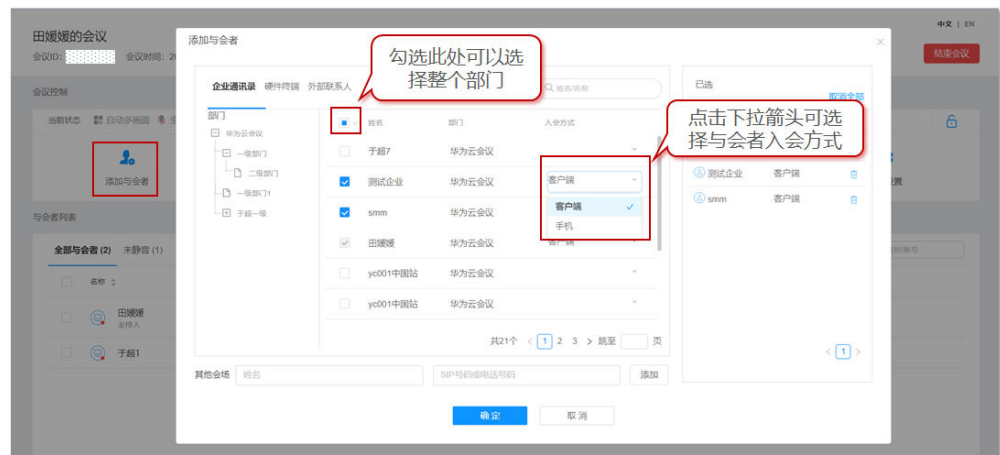 中文 | EN
田媛媛的会议
会议ID:
会议时间: 2
结束会议
会议控制
当前状态 自动多画面
添加与会者
与会者列表
全部与会者 (2) 未静音 (1)
名称
田媛媛
主持人
于超1
添加与会者
勾选此处可以选
择整个部门
企业通讯录 硬件终端 外部联系人
姓名/名称
部门
华为云会议
一级部门
二级部门
一级部门1
于超一级
姓名 部门 入会方式
于超7 华为云会议
测试企业 华为云会议 客户端
客户端
手机
smm 华为云会议
田媛媛 华为云会议 客户端
yc001中国站 华为云会议
yc001中国站 华为云会议
共21个 < 1 2 3 > 跳至 页
已选
取消全部
点击下拉箭头可选
择与会者入会方式
测试企业 客户端
smm 客户端
< 1 >
其他会场 姓名 SIP号码或电话号码 添加
确定 取消